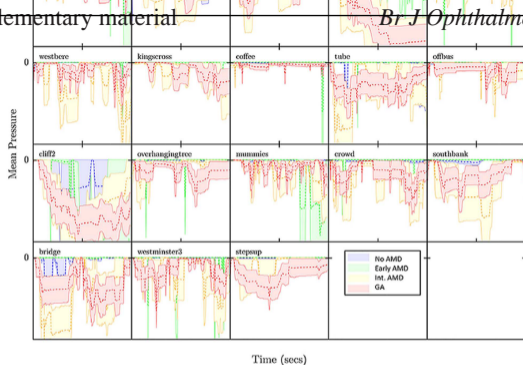 lementary material Br J Ophthalmo
0 westbere kingscross coffee tube offbus
Mean Pressure
0 cliff2 overhangingtree mummies crowd southbank
0 bridge westminster3 stepsup
No AMD
Early AMD
Int. AMD
GA
Time (secs)